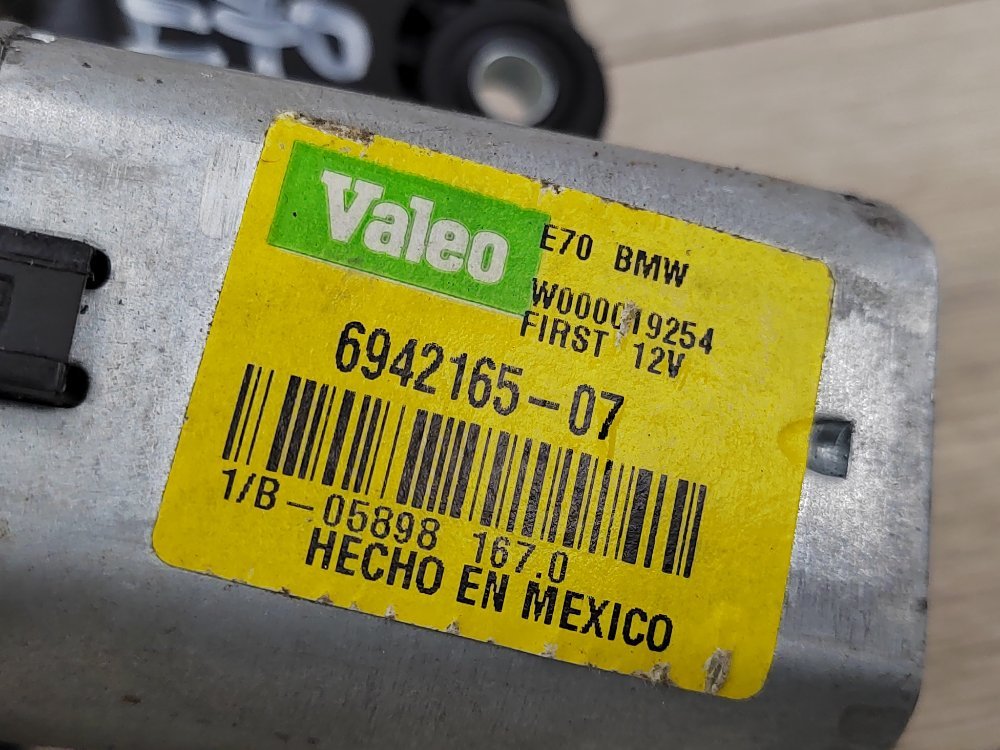 Valeo
E70 BMW
W000019254
FIRST 12V
6942165-07
1/B-05898 167.0
HECHO EN MEXICO